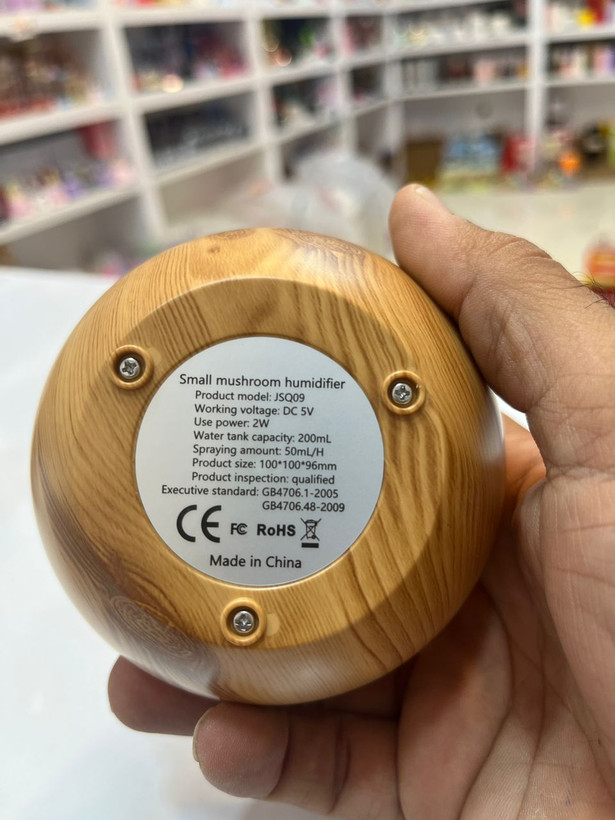 Small mushroom humidifier
Product model: JSQ09
Working voltage: DC 5V
Use power: 2W
Water tank capacity: 200mL
Spraying amount: 50mL/H
Product size: 100*100*96mm
Product inspection: qualified
Executive standard: GB4706.1-2005
GB4706.48-2009
CE FC RoHS
Made in China